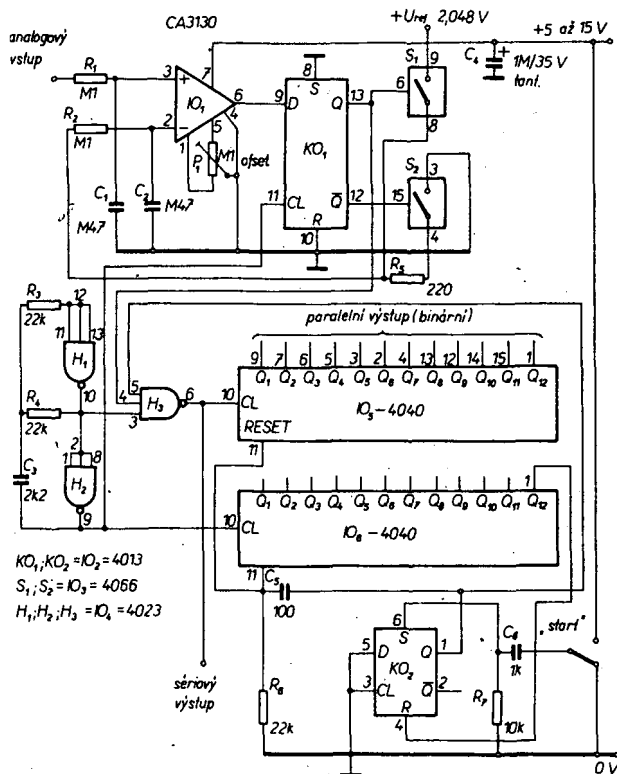 CA3130
+U ref 2,048 V
+5 až 15 V
analogový
vstup
R₁
M1
R₂
M1
3
+
2
−
7
IO₁
6
5
4
1
P₁
M1
ofset
C₁
M47
C₂
M47
8
S
9
D
Q
13
KO₁
11
CL
Q̅
12
R
10
S₁
9
6
8
S₂
3
15
4
R₅
220
C₄
+
1M/35 V
tant.
R₃
22k
12
11
13
H₁
10
R₄
22k
2
1
8
H₂
9
C₃
2k2
5
4
3
H₃
6
paralelní výstup (binární)
9 7 6 5 3 2 4 13 12 14 15 1
Q₁ Q₂ Q₃ Q₄ Q₅ Q₆ Q₇ Q₈ Q₉ Q₁₀ Q₁₁ Q₁₂
10
CL
IO₅-4040
RESET
11
1
Q₁ Q₂ Q₃ Q₄ Q₅ Q₆ Q₇ Q₈ Q₉ Q₁₀ Q₁₁ Q₁₂
10
CL
IO₆-4040
11
C₅
100
KO₁; KO₂ = IO₂ = 4013
S₁; S₂ = IO₃ = 4066
H₁; H₂; H₃ = IO₄ = 4023
6
S
5
D
Q
1
KO₂
3
CL
Q̅
2
R
4
C₆
1k
„start"
R₇
10k
sériový
výstup
R₆
22k
0 V